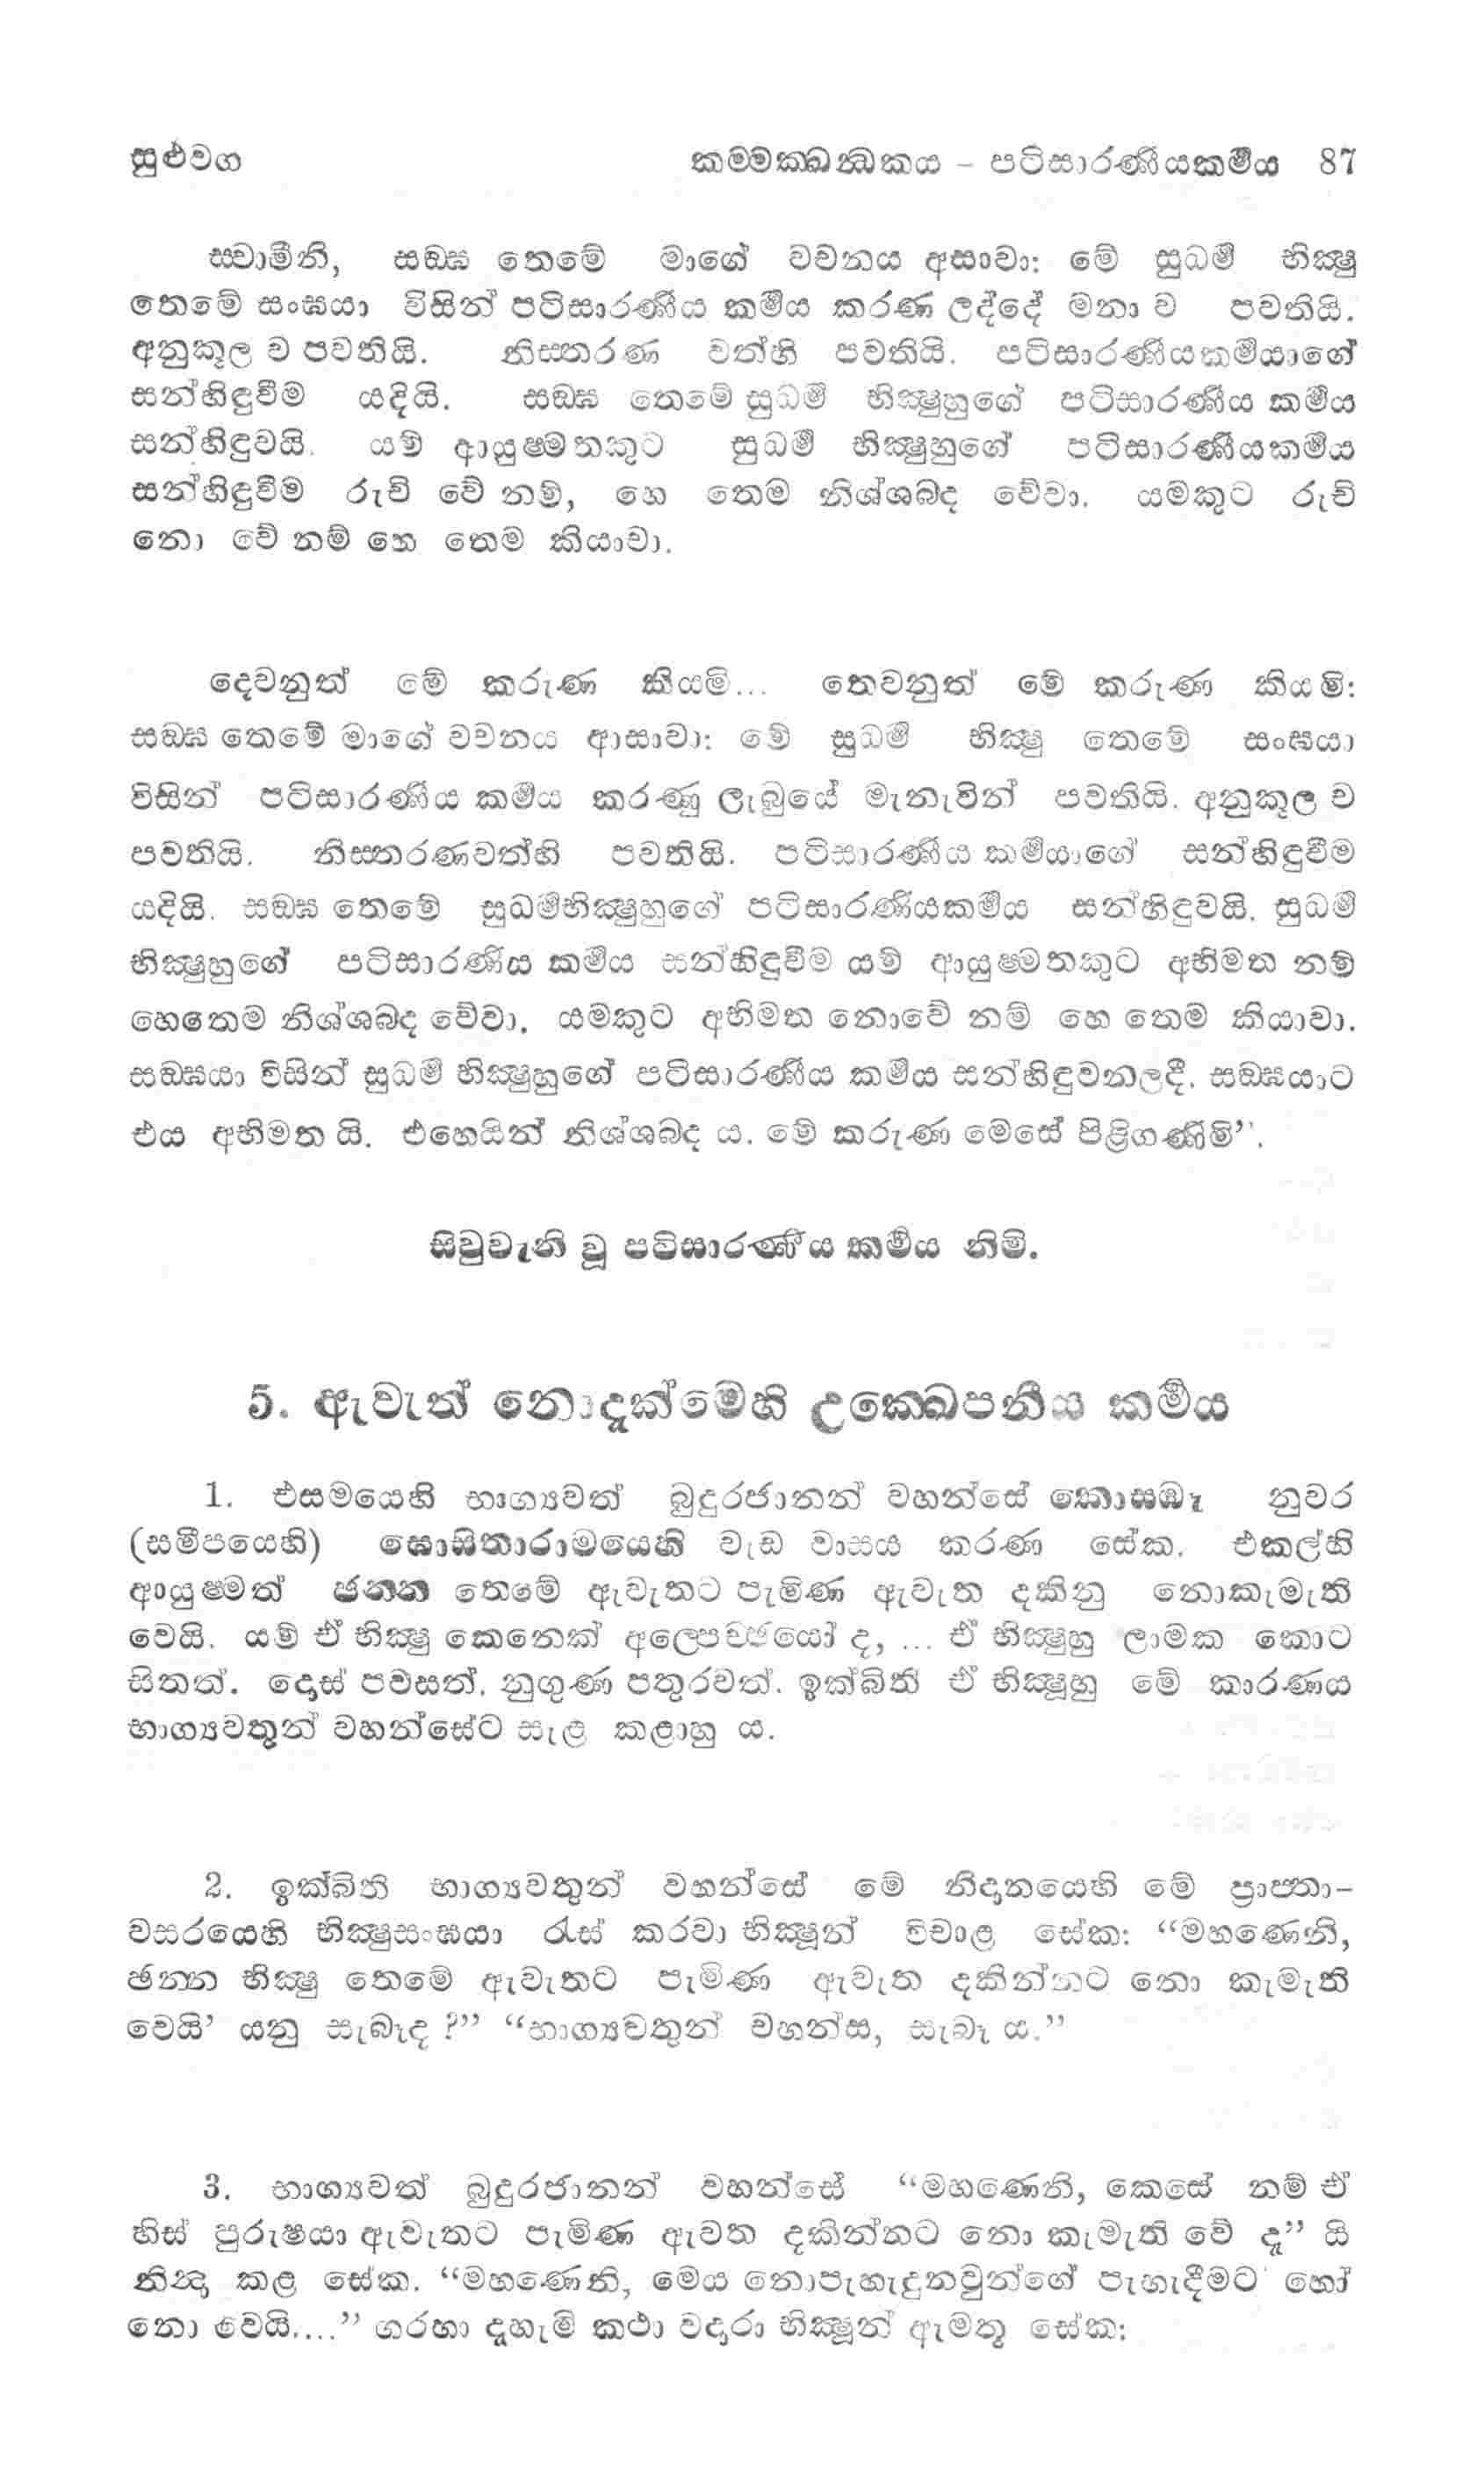 සුළුවග කම්මක්ඛන්ධකය – පටිසාරණීයකර්මය 87
ස්වාමීනි, සඞ්ඝ තෙමේ මාගේ වචනය අසාවා: මේ සුධර්ම භික්ෂු
තෙමේ සංඝයා විසින් පටිසාරණීය කර්මය කරණ ලද්දේ මනා ව පවතියි.
අනුකූල ව පවතියි. නිස්තරණ වත්හි පවතියි. පටිසාරණීයකර්මයාගේ
සන්හිඳුවීම යදියි. සඞ්ඝ තෙමේ සුධර්ම භික්ෂුහුගේ පටිසාරණීය කර්මය
සන්හිඳුවයි. යම් ආයුෂ්මතකුට සුධර්ම භික්ෂුහුගේ පටිසාරණීයකර්මය
සන්හිඳුවීම රුචි වේ නම්, හෙ තෙම නිශ්ශබ්ද වේවා. යමකුට රුචි
නො වේ නම් හෙ තෙම කියාවා.
දෙවනුත් මේ කරුණ කියමි... තෙවනුත් මේ කරුණ කියමි:
සඞ්ඝ තෙමේ මාගේ වචනය ආසාවා: මේ සුධර්ම භික්ෂු තෙමේ සංඝයා
විසින් පටිසාරණීය කර්මය කරණු ලැබුයේ මැනැවින් පවතියි. අනුකූල ව
පවතියි. නිස්තරණවත්හි පවතියි. පටිසාරණීය කර්මයාගේ සන්හිඳුවීම
යදියි. සඞ්ඝ තෙමේ සුධර්මභික්ෂුහුගේ පටිසාරණීයකර්මය සන්හිඳුවයි. සුධර්ම
භික්ෂුහුගේ පටිසාරණීය කර්මය සන්හිඳුවීම යම් ආයුෂ්මතකුට අභිමත නම්
හෙතෙම නිශ්ශබ්ද වේවා. යමකුට අභිමත නොවේ නම් හෙ තෙම කියාවා.
සඞ්ඝයා විසින් සුධර්ම භික්ෂුහුගේ පටිසාරණීය කර්මය සන්හිඳුවනලදී. සඞ්ඝයාට
එය අභිමත යි. එහෙයින් නිශ්ශබ්ද ය. මේ කරුණ මෙසේ පිළිගණිමි”.
සිවුවැනි වූ පටිසාරණීය කර්මය නිමි.
5. ඇවැත් නොදැක්මෙහි උක්ඛෙපනීය කර්මය
1. එසමයෙහි භාග්‍යවත් බුදුරජානන් වහන්සේ කොසඹෑ නුවර
(සමීපයෙහි) ඝොසිතාරාමයෙහි වැඩ වාසය කරණ සේක. එකල්හි
ආයුෂ්මත් ඡන්න තෙමේ ඇවැතට පැමිණ ඇවැත දකිනු නොකැමැති
වෙයි. යම් ඒ භික්ෂු කෙනෙක් අල්පෙච්ඡයෝ ද, ... ඒ භික්ෂුහු ලාමක කොට
සිතත්. දොස් පවසත්. නුගුණ පතුරවත්. ඉක්බිති ඒ භික්ෂූහු මේ කාරණය
භාග්‍යවතුන් වහන්සේට සැළ කළාහු ය.
2. ඉක්බිති භාග්‍යවතුන් වහන්සේ මේ නිදානයෙහි මේ ප්‍රාප්තා–
වසරයෙහි භික්ෂුසංඝයා රැස් කරවා භික්ෂූන් විචාළ සේක: “මහණෙනි,
ඡන්න භික්ෂු තෙමේ ඇවැතට පැමිණ ඇවැත දකින්නට නො කැමැති
වෙයි’ යනු සැබෑද ?” “භාග්‍යවතුන් වහන්ස, සැබෑ ය.”
3. භාග්‍යවත් බුදුරජානන් වහන්සේ “මහණෙනි, කෙසේ නම් ඒ
හිස් පුරුෂයා ඇවැතට පැමිණ ඇවත දකින්නට නො කැමැති වේ ද?” යි
නින්දා කළ සේක. “මහණෙනි, මෙය නොපැහැදුනවුන්ගේ පැහැදීමට හෝ
නො වෙයි....” ගරහා දැහැමි කථා වදාරා භික්ෂූන් ඇමතූ සේක: